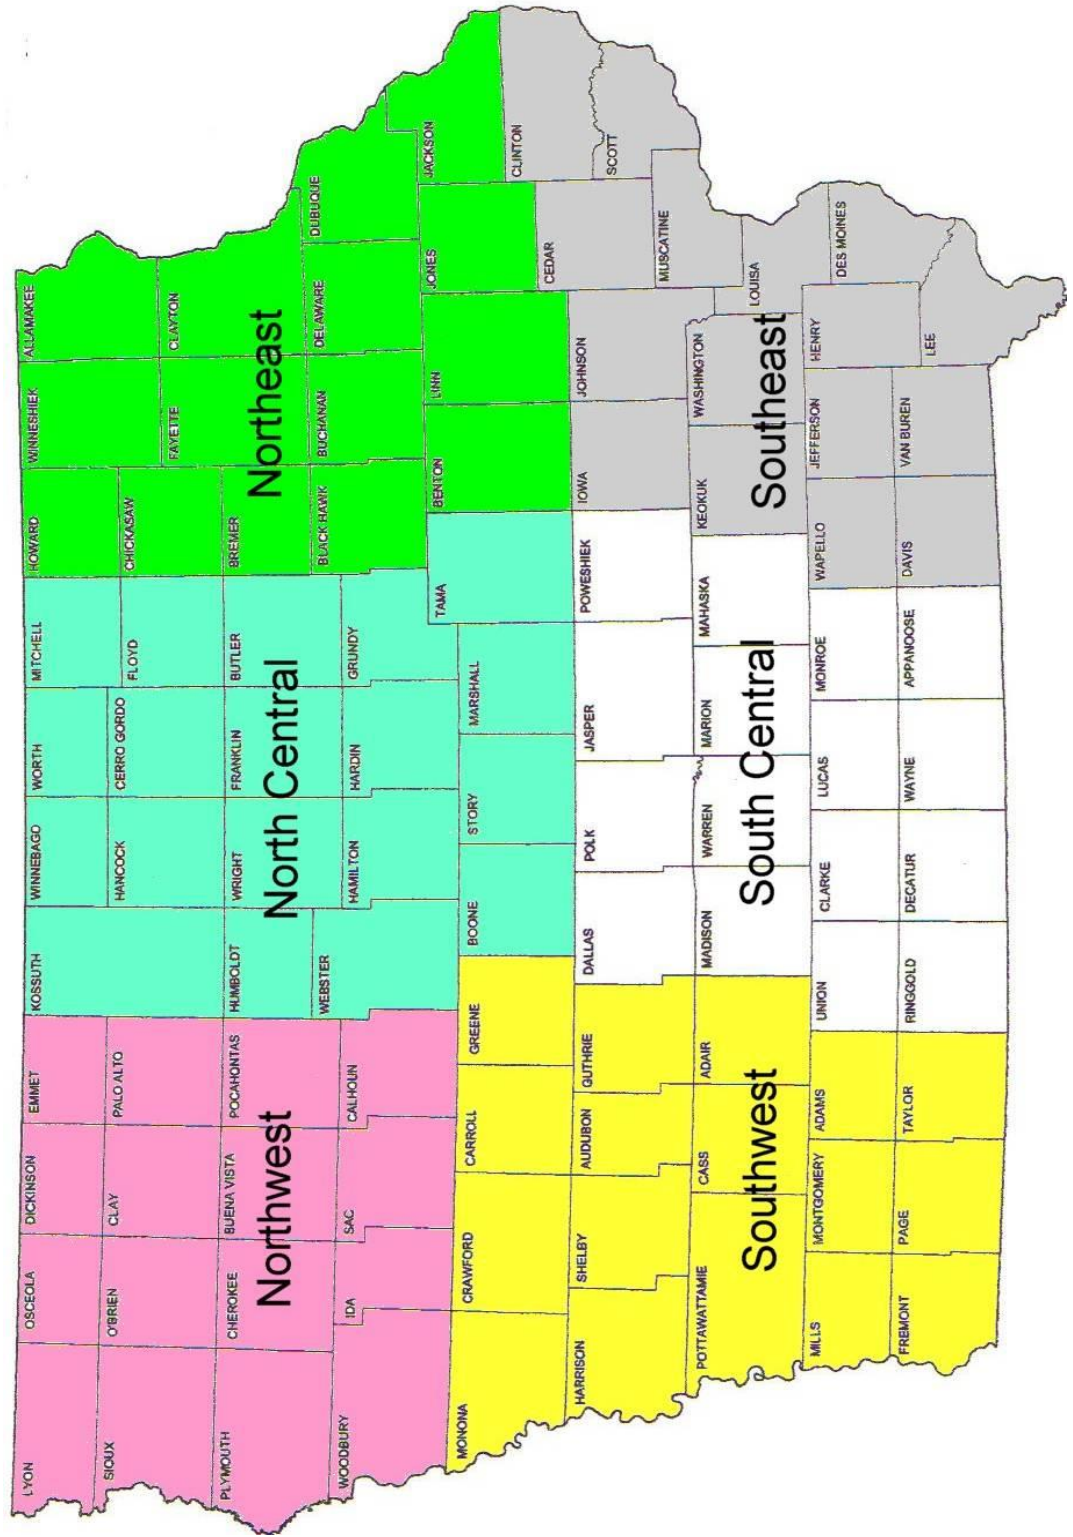 LYON
OSCEOLA
DICKINSON
EMMET
KOSSUTH
WINNEBAGO
WORTH
MITCHELL
HOWARD
WINNESHIEK
ALLAMAKEE
SIOUX
O'BRIEN
CLAY
PALO ALTO
HANCOCK
CERRO GORDO
FLOYD
CHICKASAW
FAYETTE
CLAYTON
PLYMOUTH
CHEROKEE
BUENA VISTA
POCAHONTAS
HUMBOLDT
WRIGHT
FRANKLIN
BUTLER
BREMER
Northwest
North Central
Northeast
WOODBURY
IDA
SAC
CALHOUN
WEBSTER
HAMILTON
HARDIN
GRUNDY
BLACK HAWK
BUCHANAN
DELAWARE
DUBUQUE
MONONA
CRAWFORD
CARROLL
GREENE
BOONE
STORY
MARSHALL
TAMA
BENTON
LINN
JONES
JACKSON
CLINTON
HARRISON
SHELBY
AUDUBON
GUTHRIE
DALLAS
POLK
JASPER
POWESHIEK
IOWA
JOHNSON
CEDAR
SCOTT
MUSCATINE
POTTAWATTAMIE
CASS
ADAIR
MADISON
WARREN
MARION
MAHASKA
KEOKUK
WASHINGTON
LOUISA
Southwest
South Central
Southeast
MILLS
MONTGOMERY
ADAMS
UNION
CLARKE
LUCAS
MONROE
WAPELLO
JEFFERSON
HENRY
DES MOINES
FREMONT
PAGE
TAYLOR
RINGGOLD
DECATUR
WAYNE
APPANOOSE
DAVIS
VAN BUREN
LEE